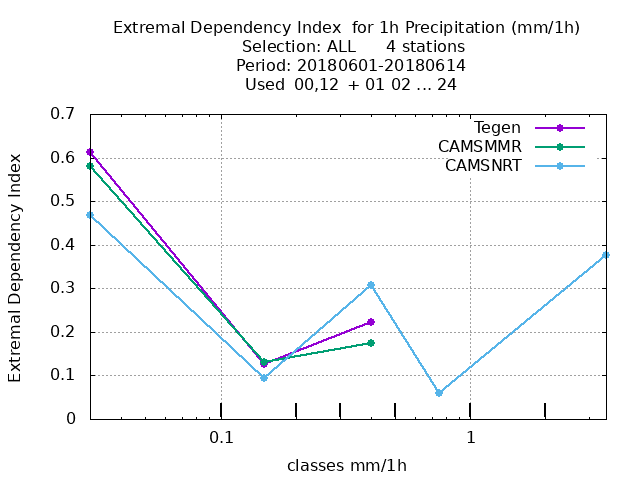 Extremal Dependency Index  for 1h Precipitation (mm/1h)
Selection: ALL      4 stations
Period: 20180601-20180614
Used  00,12  + 01 02 ... 24
Tegen
CAMSMMR
CAMSNRT
Extremal Dependency Index
0.7
0.6
0.5
0.4
0.3
0.2
0.1
0
0.1
1
classes mm/1h